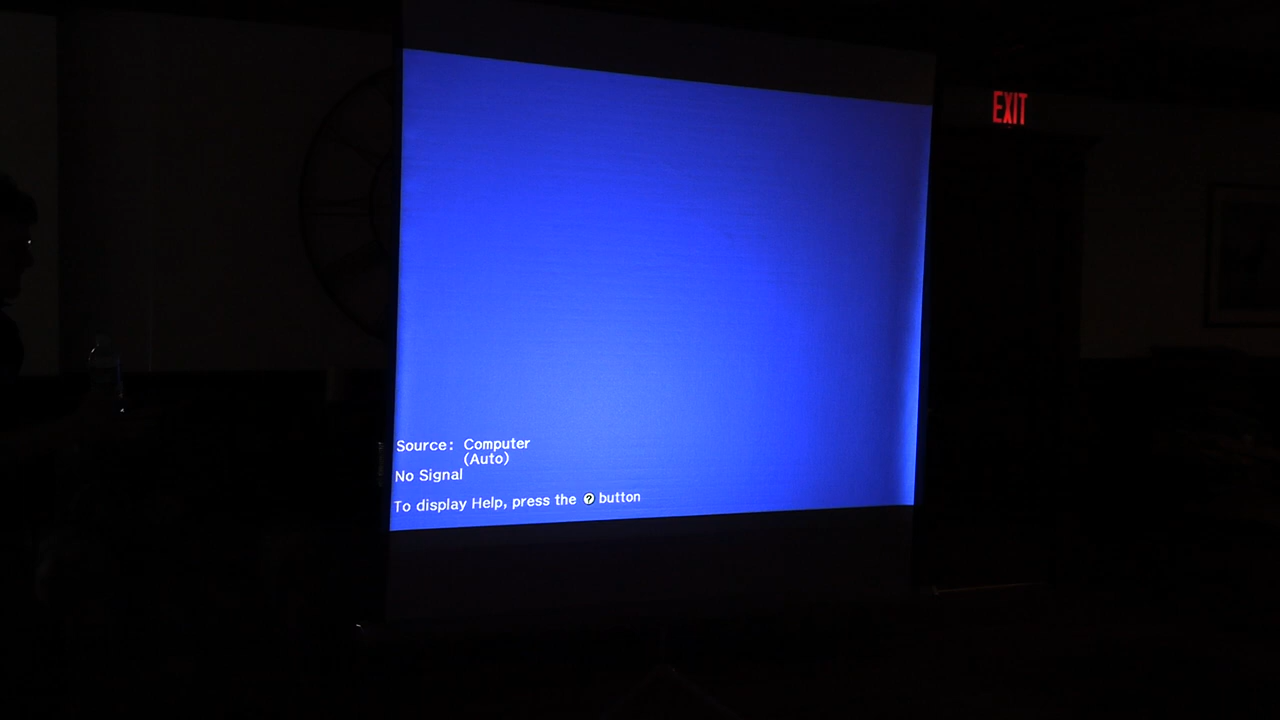 EXIT
Source: Computer
(Auto)
No Signal
To display Help, press the ? button